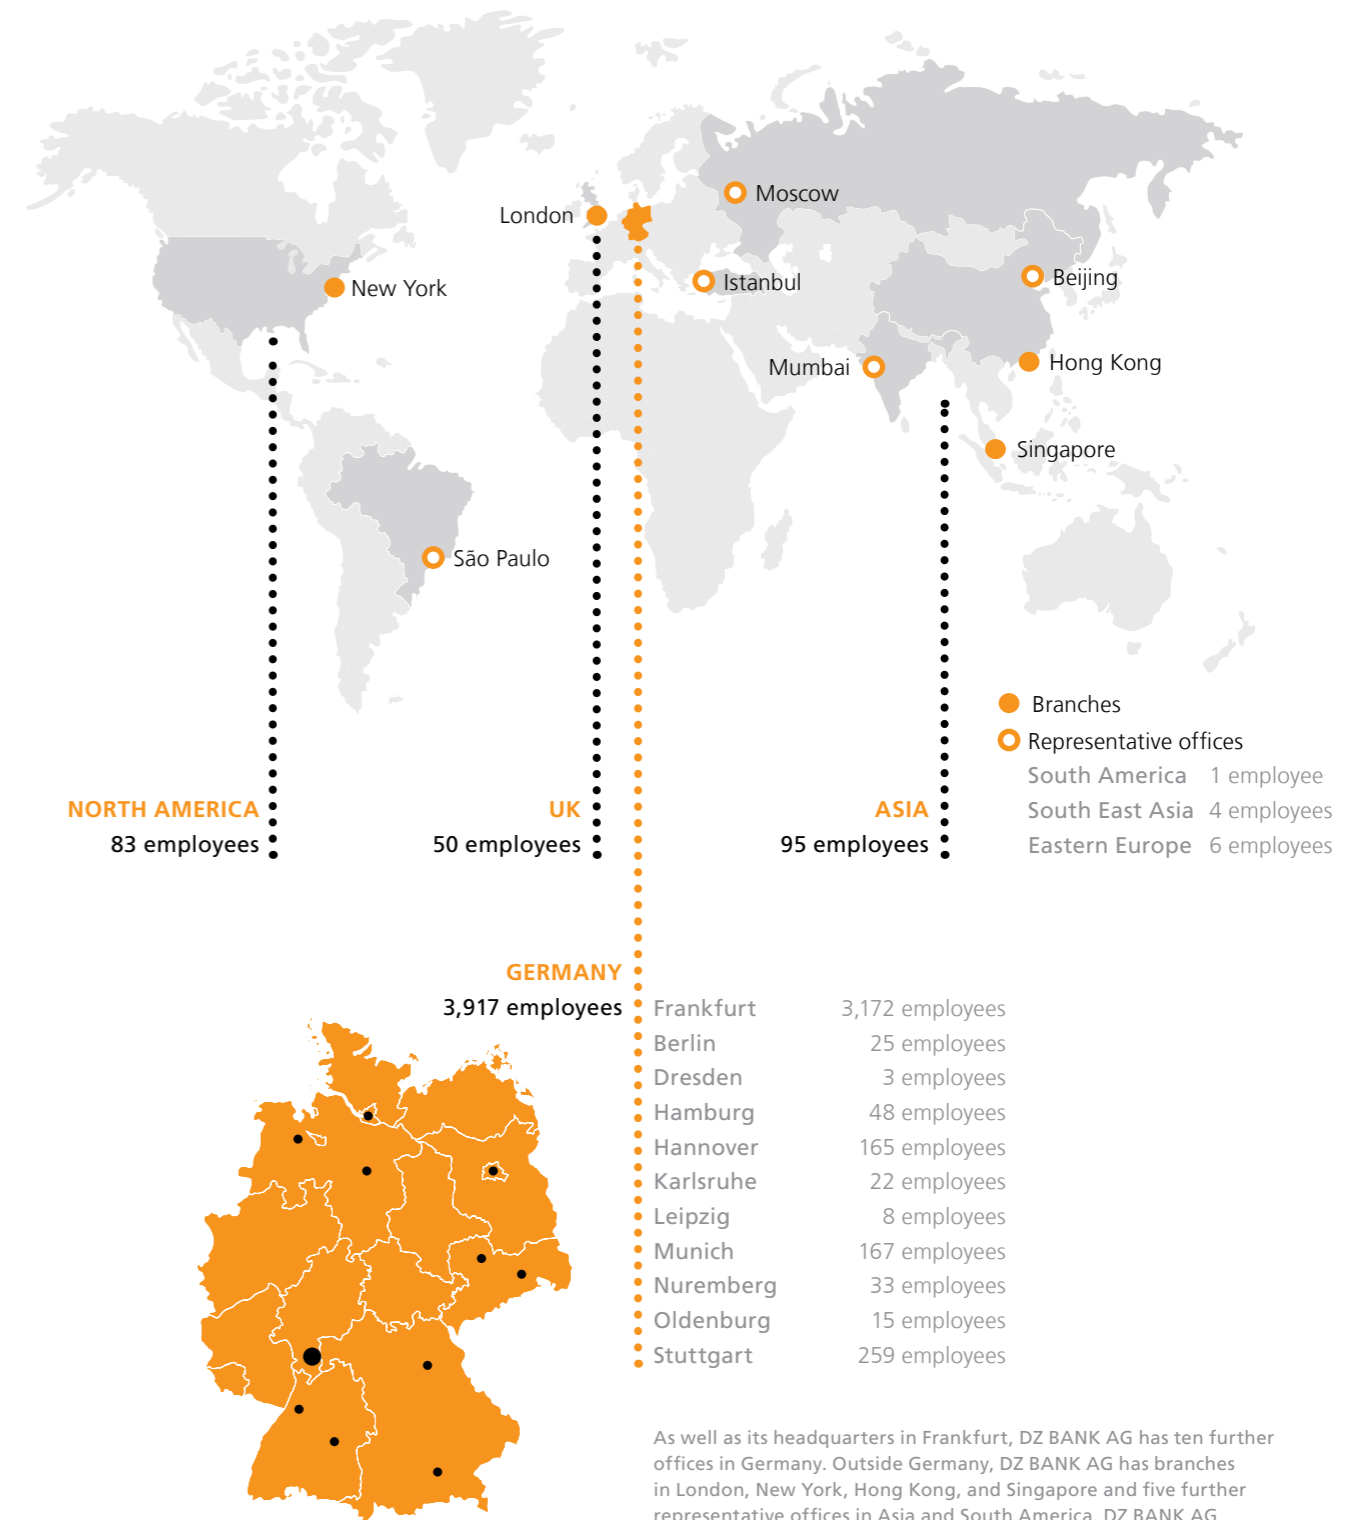 Moscow
London
Istanbul
Beijing
New York
Mumbai
Hong Kong
Singapore
São Paulo
Branches
Representative offices
South America 1 employee
South East Asia 4 employees
Eastern Europe 6 employees
NORTH AMERICA
83 employees
UK
50 employees
ASIA
95 employees
GERMANY
3,917 employees
Frankfurt 3,172 employees
Berlin 25 employees
Dresden 3 employees
Hamburg 48 employees
Hannover 165 employees
Karlsruhe 22 employees
Leipzig 8 employees
Munich 167 employees
Nuremberg 33 employees
Oldenburg 15 employees
Stuttgart 259 employees
As well as its headquarters in Frankfurt, DZ BANK AG has ten further
offices in Germany. Outside Germany, DZ BANK AG has branches
in London, New York, Hong Kong, and Singapore and five further
representative offices in Asia and South America. DZ BANK AG